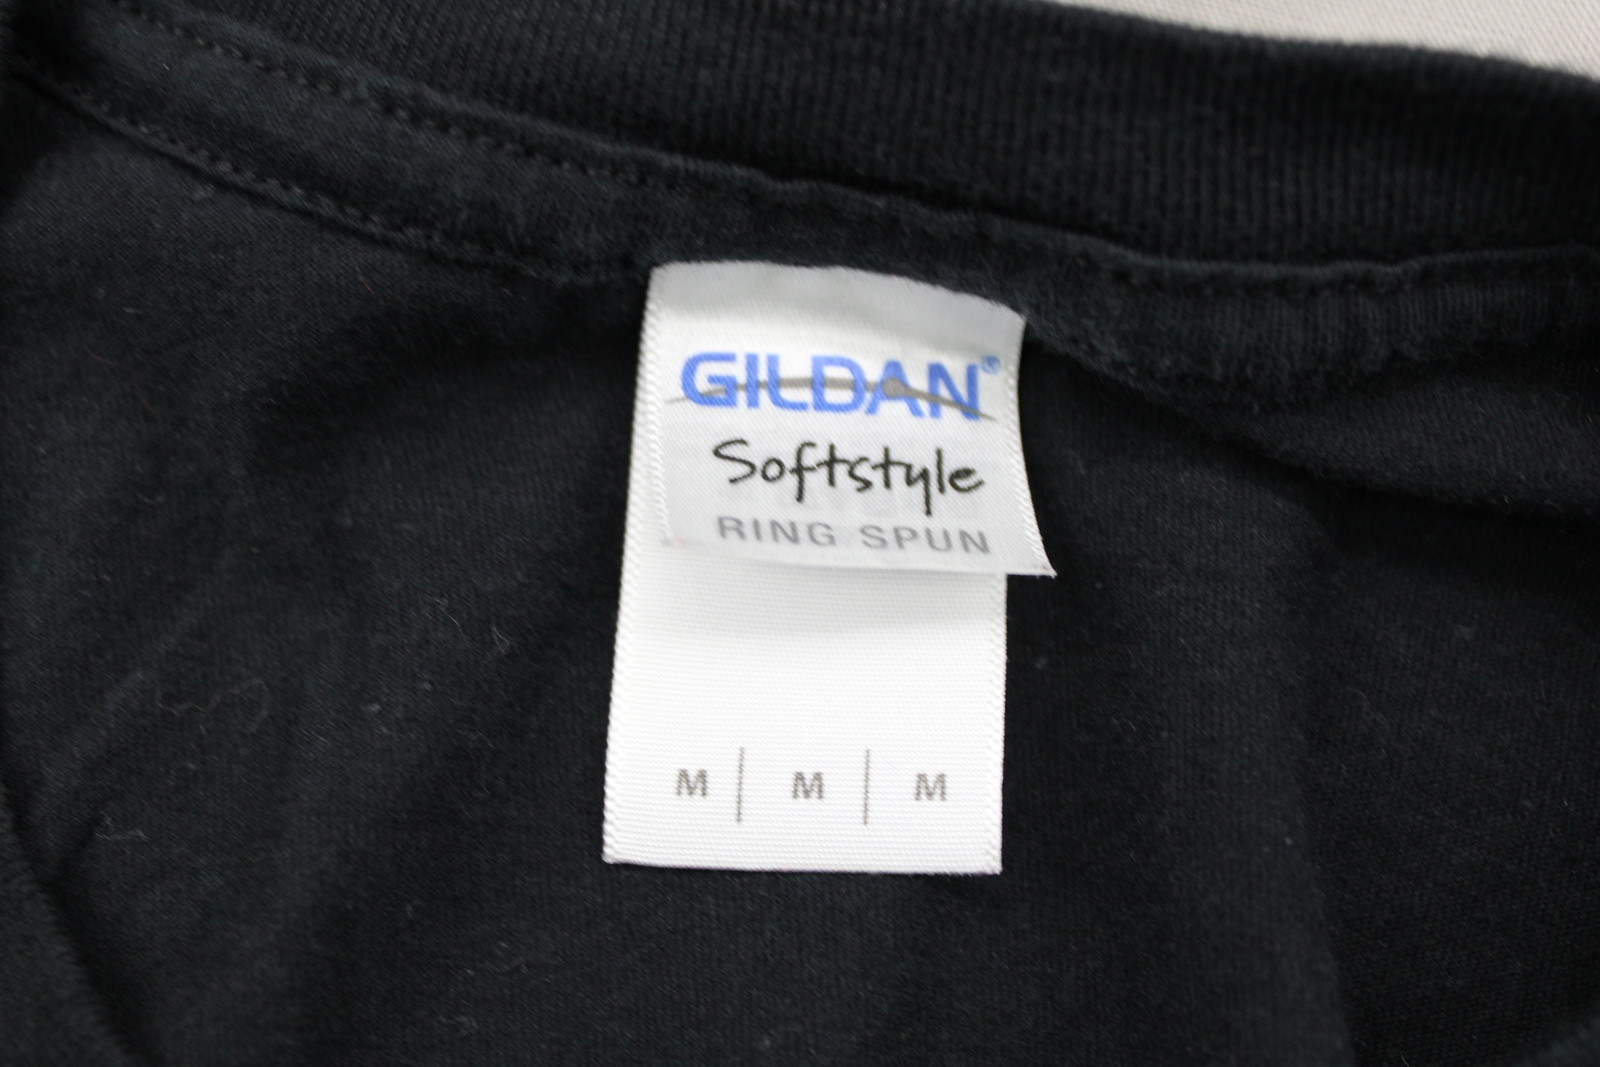 GILDAN®
Softstyle
RING SPUN
M | M | M